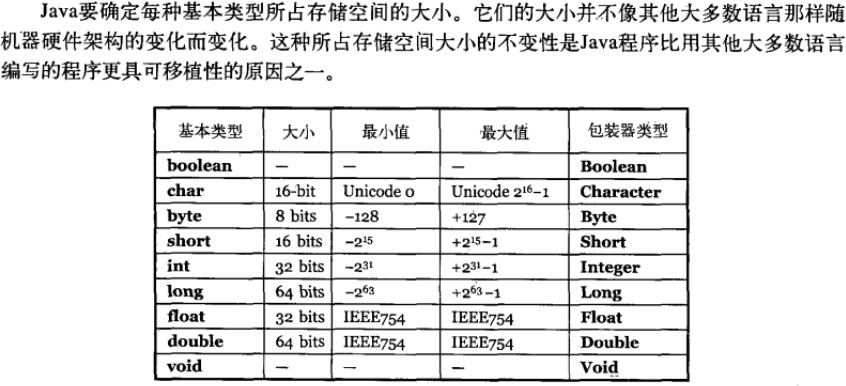 Java要确定每种基本类型所占存储空间的大小。它们的大小并不像其他大多数语言那样随
机器硬件架构的变化而变化。这种所占存储空间大小的不变性是Java程序比用其他大多数语言
编写的程序更具可移植性的原因之一。
基本类型 大小 最小值 最大值 包装器类型
boolean — — — Boolean
char 16-bit Unicode 0 Unicode 2¹⁶-1 Character
byte 8 bits -128 +127 Byte
short 16 bits -2¹⁵ +2¹⁵-1 Short
int 32 bits -2³¹ +2³¹-1 Integer
long 64 bits -2⁶³ +2⁶³-1 Long
float 32 bits IEEE754 IEEE754 Float
double 64 bits IEEE754 IEEE754 Double
void — — — Void